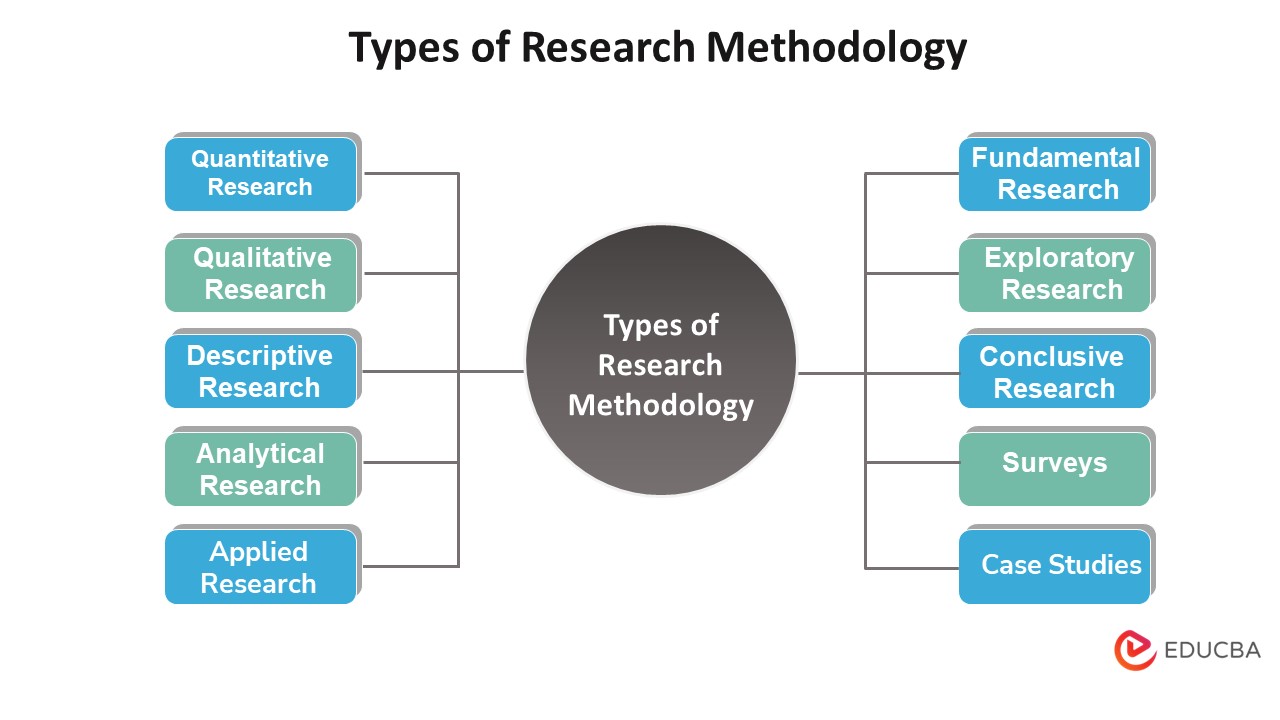 Types of Research Methodology
Quantitative
Research
Qualitative
Research
Descriptive
Research
Analytical
Research
Applied
Research
Types of
Research
Methodology
Fundamental
Research
Exploratory
Research
Conclusive
Research
Surveys
Case Studies
EDUCBA